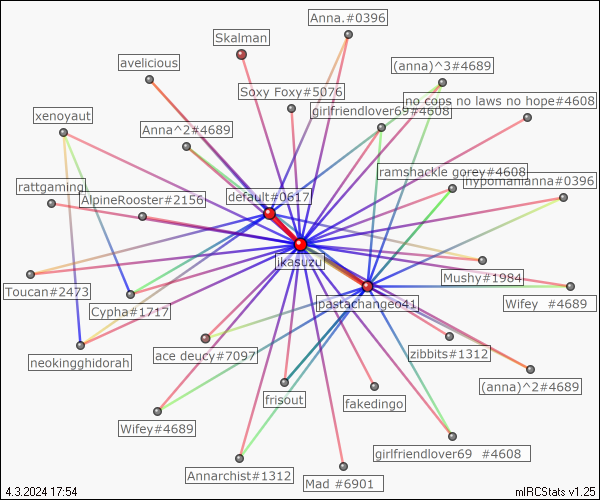 Anna.#0396
Skalman
avelicious
(anna)^3#4689
Soxy Foxy#5076
no cops no laws no hope#4608
girlfriendlover69#4608
xenoyaut
Anna^2#4689
ramshackle gorey#4608
hypomanianna#0396
rattgaming
AlpineRooster#2156
default#0617
ikasuzu
Mushy#1984
Toucan#2473
Cypha#1717
pastachangeo41
Wifey #4689
neokingghidorah
ace deucy#7097
zibbits#1312
(anna)^2#4689
frisout
fakedingo
Wifey#4689
girlfriendlover69 #4608
Annarchist#1312
Mad #6901
4.3.2024 17:54
mIRCStats v1.25